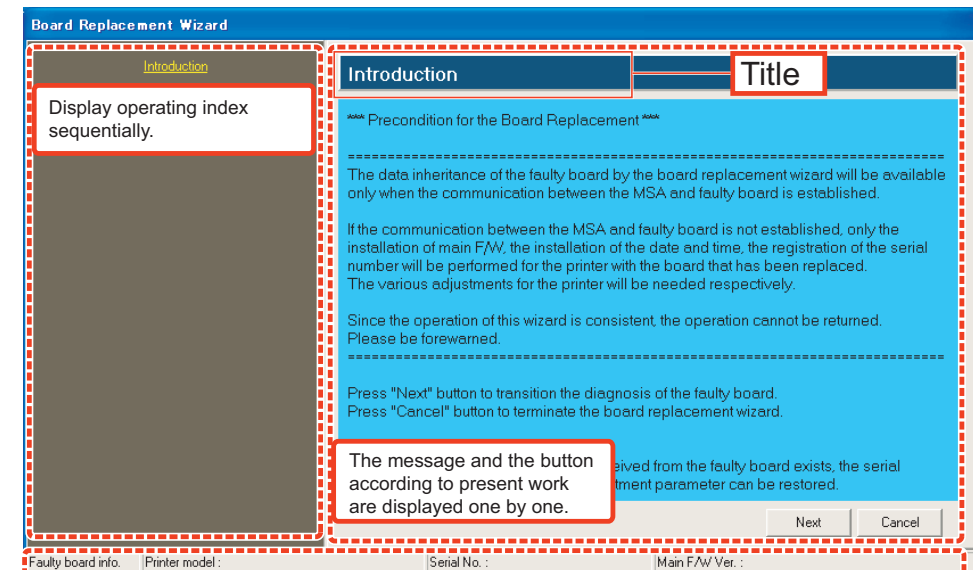 Board Replacement Wizard
Introduction
Display operating index
sequentially.
Introduction
Title
*** Precondition for the Board Replacement ***
====================================================================
The data inheritance of the faulty board by the board replacement wizard will be available
only when the communication between the MSA and faulty board is established.
If the communication between the MSA and faulty board is not established, only the
installation of main F/W, the installation of the date and time, the registration of the serial
number will be performed for the printer with the board that has been replaced.
The various adjustments for the printer will be needed respectively.
Since the operation of this wizard is consistent, the operation cannot be returned.
Please be forewarned.
====================================================================
Press "Next" button to transition the diagnosis of the faulty board.
Press "Cancel" button to terminate the board replacement wizard.
The message and the button
according to present work
are displayed one by one.
from the faulty board exists, the serial
parameter can be restored.
Next Cancel
Faulty board info. Printer model : Serial No. : Main F/W Ver. :